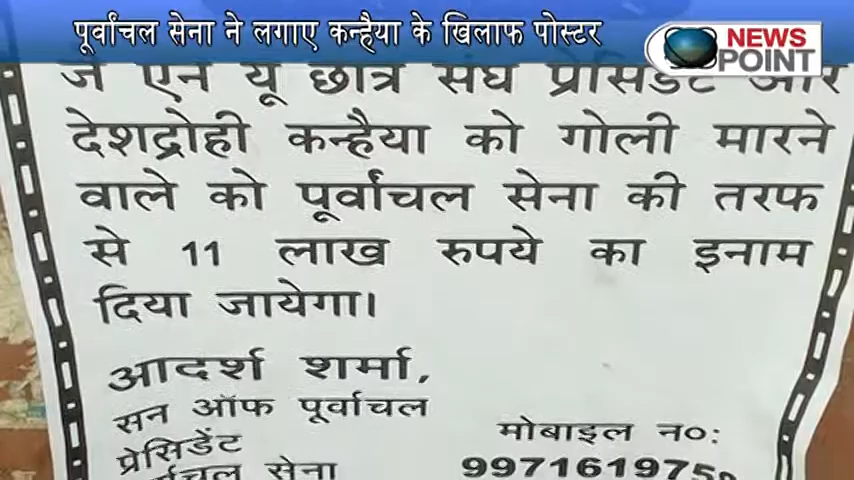 पूर्वांचल सेना ने लगाए कन्हैया के खिलाफ पोस्टर
NEWS
POINT
जे एन यू छात्र संघ प्रेसिडेंट और
देशद्रोही कन्हैया को गोली मारने
वाले को पूर्वांचल सेना की तरफ
से 11 लाख रुपये का इनाम
दिया जायेगा।
आदर्श शर्मा,
सन ऑफ पूर्वाचल
प्रेसिडेंट
सेना
मोबाइल न०: